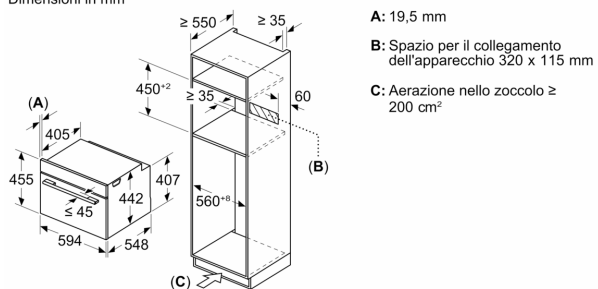 Dimensioni in mm
≥ 550
≥ 35
450⁺²
≥ 35
60
(B)
560⁺⁸
(C)
(A)
405
455
442
407
≤ 45
594
548
A: 19,5 mm
B: Spazio per il collegamento
dell'apparecchio 320 x 115 mm
C: Aerazione nello zoccolo ≥
200 cm²